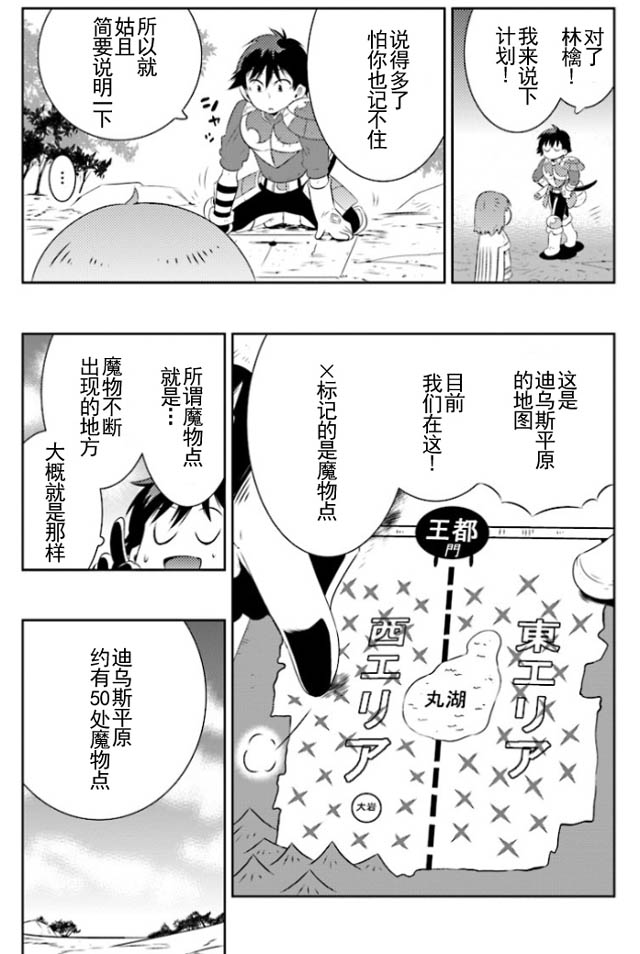 对了
林檎！
我来说下
计划！
说得多了
怕你也记不住
所以就
姑且
简要说明一下
…
这是
迪乌斯平原
的地图
目前
我们在这！
×标记的是魔物点
王都
門
西エリア
東エリア
丸湖
大岩
所谓魔物点
就是…
魔物不断
出现的地方
大概就是那样
迪乌斯平原
约有50处魔物点